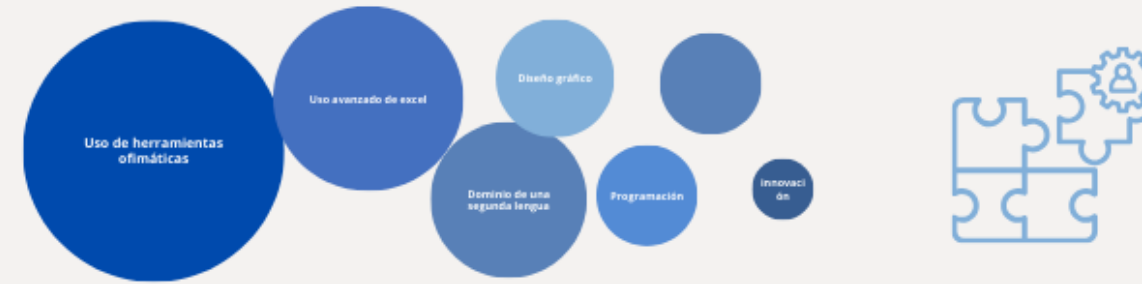 Uso de herramientas
ofimáticas
Uso avanzado de excel
Diseño gráfico
Dominio de una
segunda lengua
Programación
Innovaci
ón